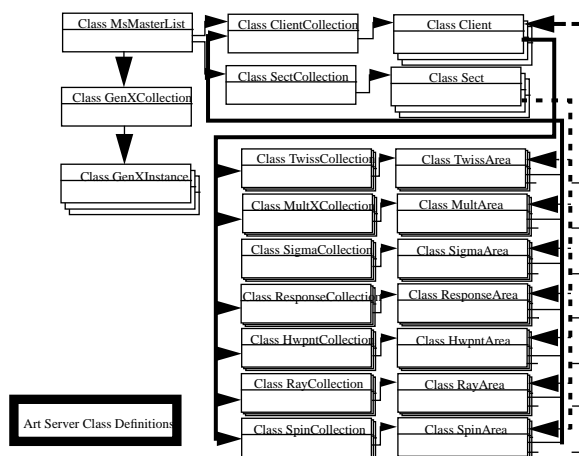 Class MsMasterList
Class ClientCollection
Class Client
Class SectCollection
Class Sect
Class GenXCollection
Class GenXInstance
Class TwissCollection
Class TwissArea
Class MultXCollection
Class MultArea
Class SigmaCollection
Class SigmaArea
Class ResponseCollection
Class ResponseArea
Class HwpntCollection
Class HwpntArea
Class RayCollection
Class RayArea
Class SpinCollection
Class SpinArea
Art Server Class Definitions